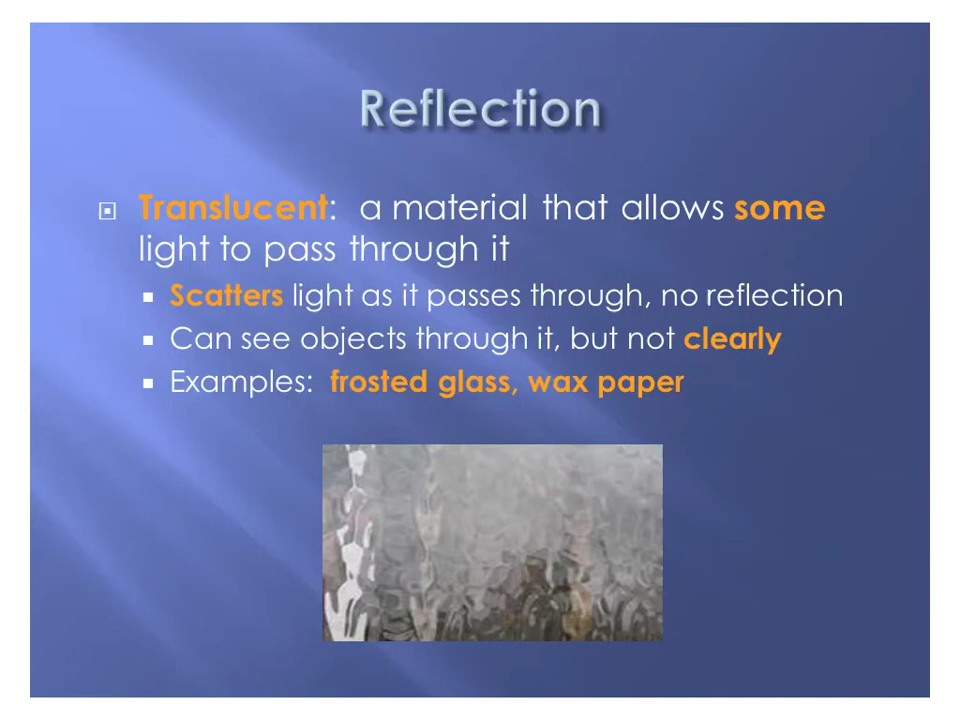 Reflection
Translucent:  a material that allows some
light to pass through it
Scatters light as it passes through, no reflection
Can see objects through it, but not clearly
Examples:  frosted glass, wax paper